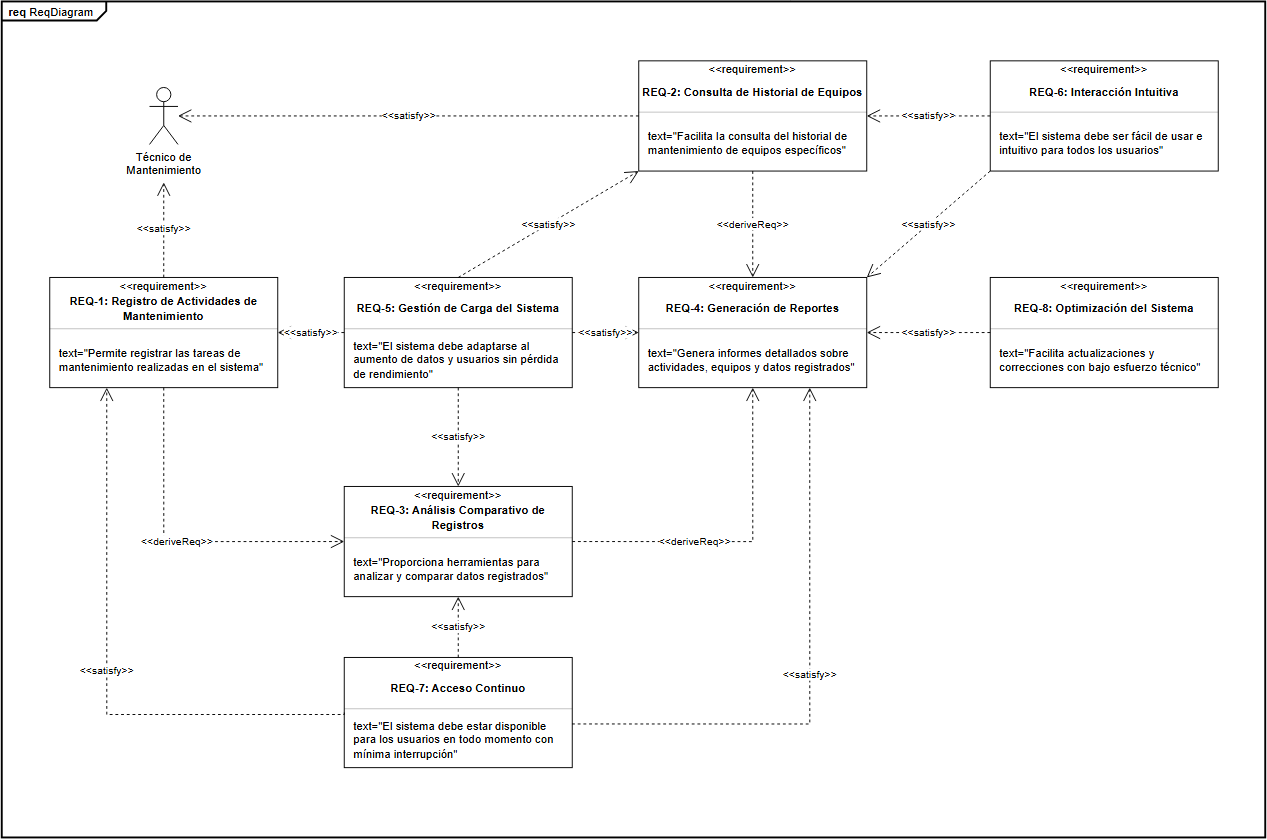 req ReqDiagram
<<requirement>>
REQ-2: Consulta de Historial de Equipos
text="Facilita la consulta del historial de
mantenimiento de equipos específicos"
<<requirement>>
REQ-6: Interacción Intuitiva
text="El sistema debe ser fácil de usar e
intuitivo para todos los usuarios"
<<satisfy>>
<<satisfy>>
Técnico de
Mantenimiento
<<satisfy>>
<<satisfy>>
<<deriveReq>>
<<satisfy>>
<<requirement>>
REQ-1: Registro de Actividades de
Mantenimiento
text="Permite registrar las tareas de
mantenimiento realizadas en el sistema"
<<satisfy>>
<<requirement>>
REQ-5: Gestión de Carga del Sistema
text="El sistema debe adaptarse al
aumento de datos y usuarios sin pérdida
de rendimiento"
<<satisfy>>
<<requirement>>
REQ-4: Generación de Reportes
text="Genera informes detallados sobre
actividades, equipos y datos registrados"
<<satisfy>>
<<requirement>>
REQ-8: Optimización del Sistema
text="Facilita actualizaciones y
correcciones con bajo esfuerzo técnico"
<<satisfy>>
<<requirement>>
REQ-3: Análisis Comparativo de
Registros
text="Proporciona herramientas para
analizar y comparar datos registrados"
<<deriveReq>>
<<deriveReq>>
<<satisfy>>
<<satisfy>>
<<satisfy>>
<<requirement>>
REQ-7: Acceso Continuo
text="El sistema debe estar disponible
para los usuarios en todo momento con
mínima interrupción"